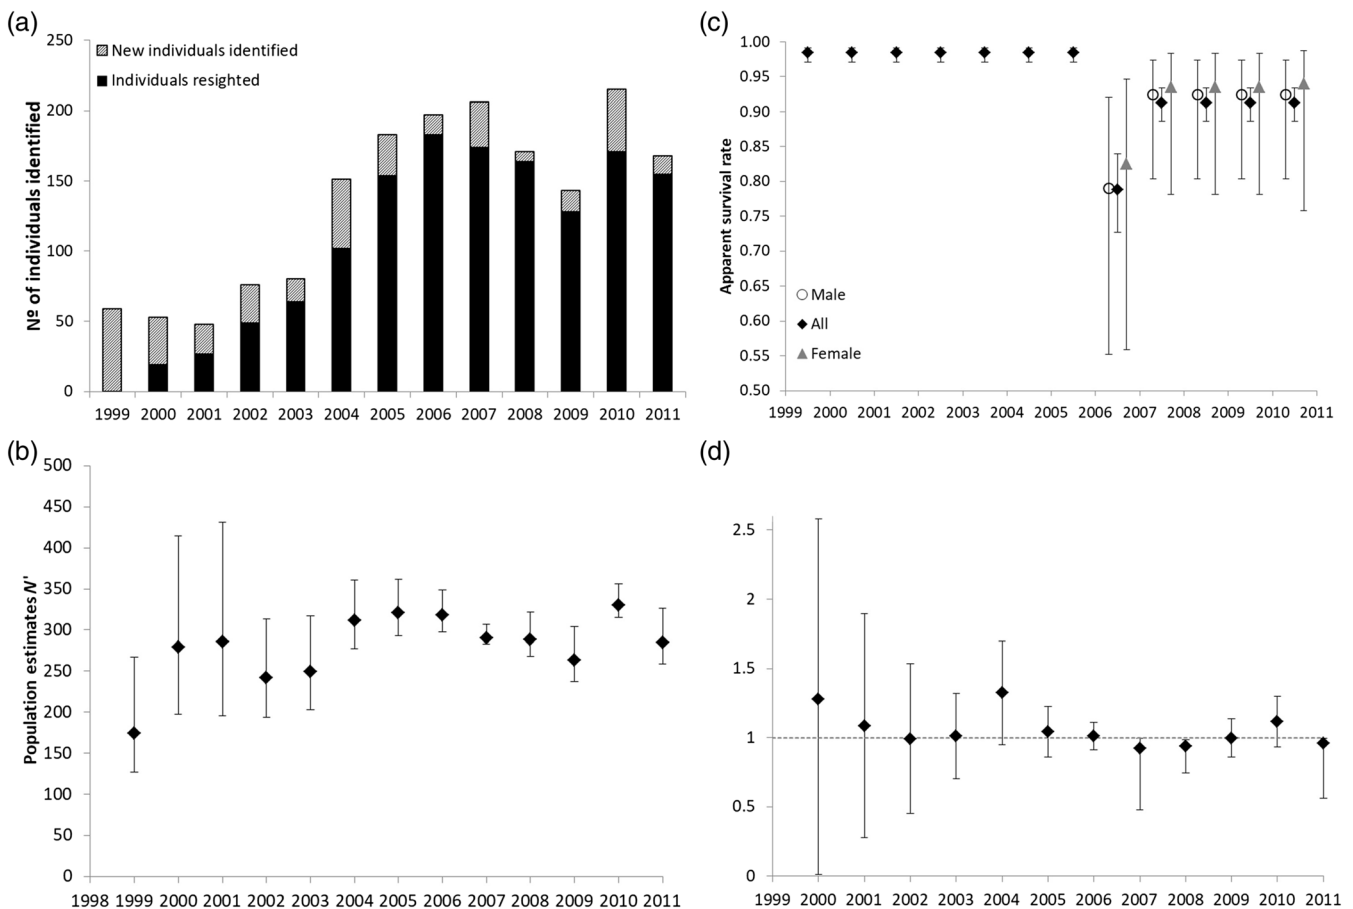 (a)
250
200
150
100
50
0
Nº of individuals identified
New individuals identified
Individuals resighted
1999 2000 2001 2002 2003 2004 2005 2006 2007 2008 2009 2010 2011
(c)
1.00
0.95
0.90
0.85
0.80
0.75
0.70
0.65
0.60
0.55
0.50
Apparent survival rate
Male
All
Female
1999 2000 2001 2002 2003 2004 2005 2006 2007 2008 2009 2010 2011
(b)
500
450
400
350
300
250
200
150
100
50
0
Population estimates N'
1998 1999 2000 2001 2002 2003 2004 2005 2006 2007 2008 2009 2010 2011
(d)
2.5
2
1.5
1
0.5
0
1999 2000 2001 2002 2003 2004 2005 2006 2007 2008 2009 2010 2011